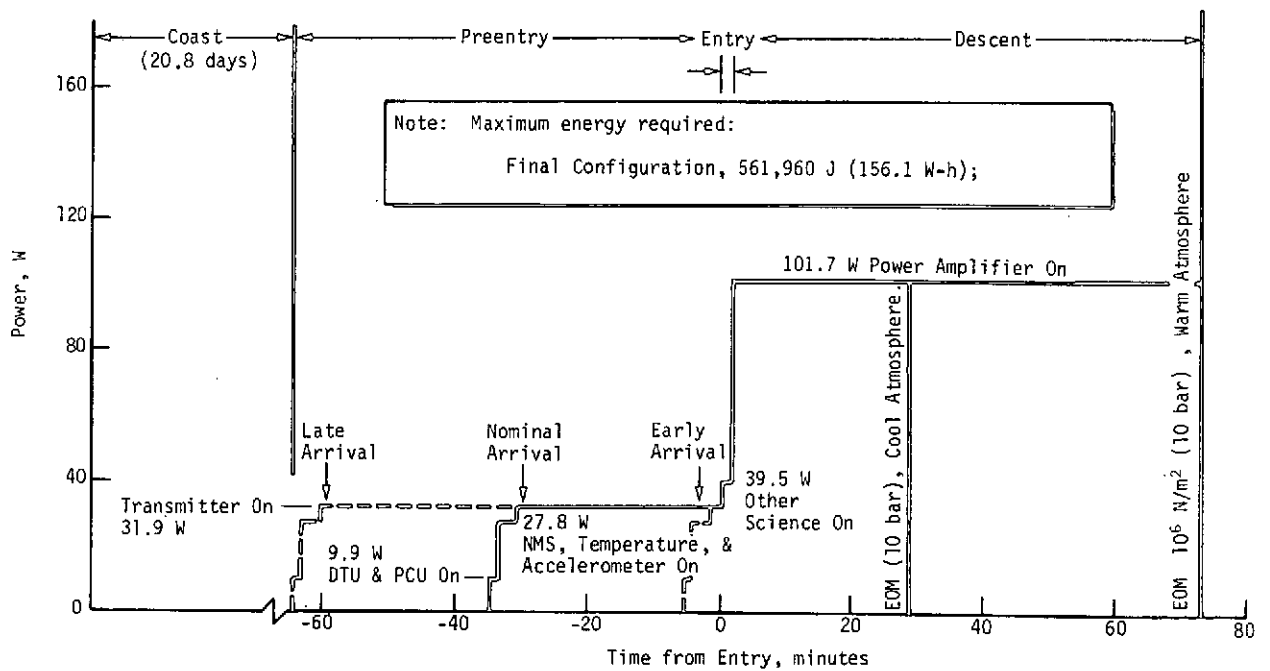 Coast
(20.8 days)
Preentry
Entry
Descent
160
120
80
40
0
Power, W
Note: Maximum energy required:
Final Configuration, 561,960 J (156.1 W-h);
101.7 W Power Amplifier On
Late
Arrival
Nominal
Arrival
Early
Arrival
Transmitter On
31.9 W
9.9 W
DTU & PCU On
27.8 W
NMS, Temperature, &
Accelerometer On
39.5 W
Other
Science On
EOM (10 bar), Cool Atmosphere.
EOM 10⁶ N/m² (10 bar) , Warm Atmosphere
-60
-40
-20
0
20
40
60
80
Time from Entry, minutes